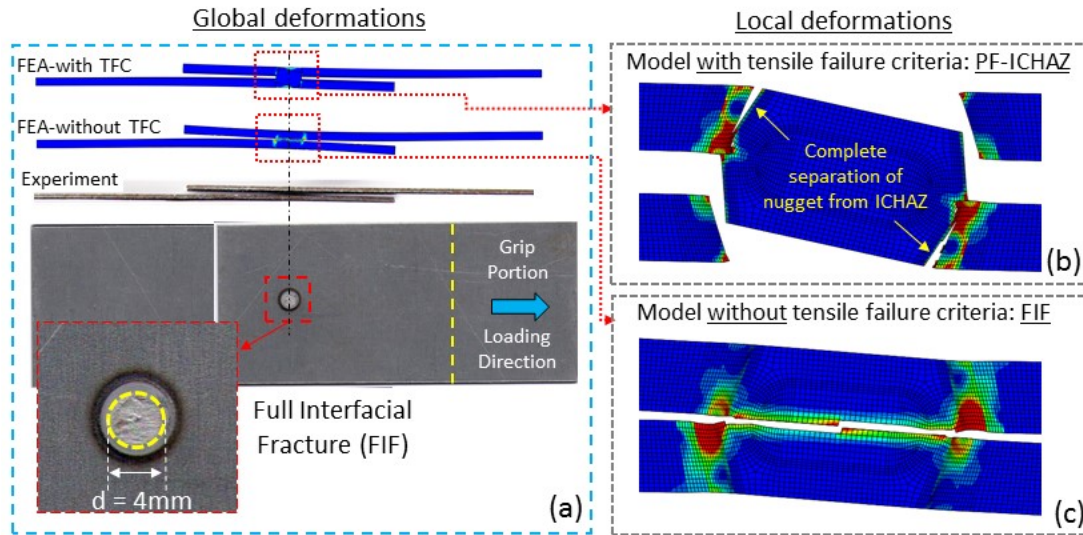 Global deformations
FEA-with TFC
FEA-without TFC
Experiment
Grip
Portion
Loading
Direction
Full Interfacial
Fracture (FIF)
d = 4mm
(a)
Local deformations
Model with tensile failure criteria: PF-ICHAZ
Complete
separation of
nugget from ICHAZ
(b)
Model without tensile failure criteria: FIF
(c)